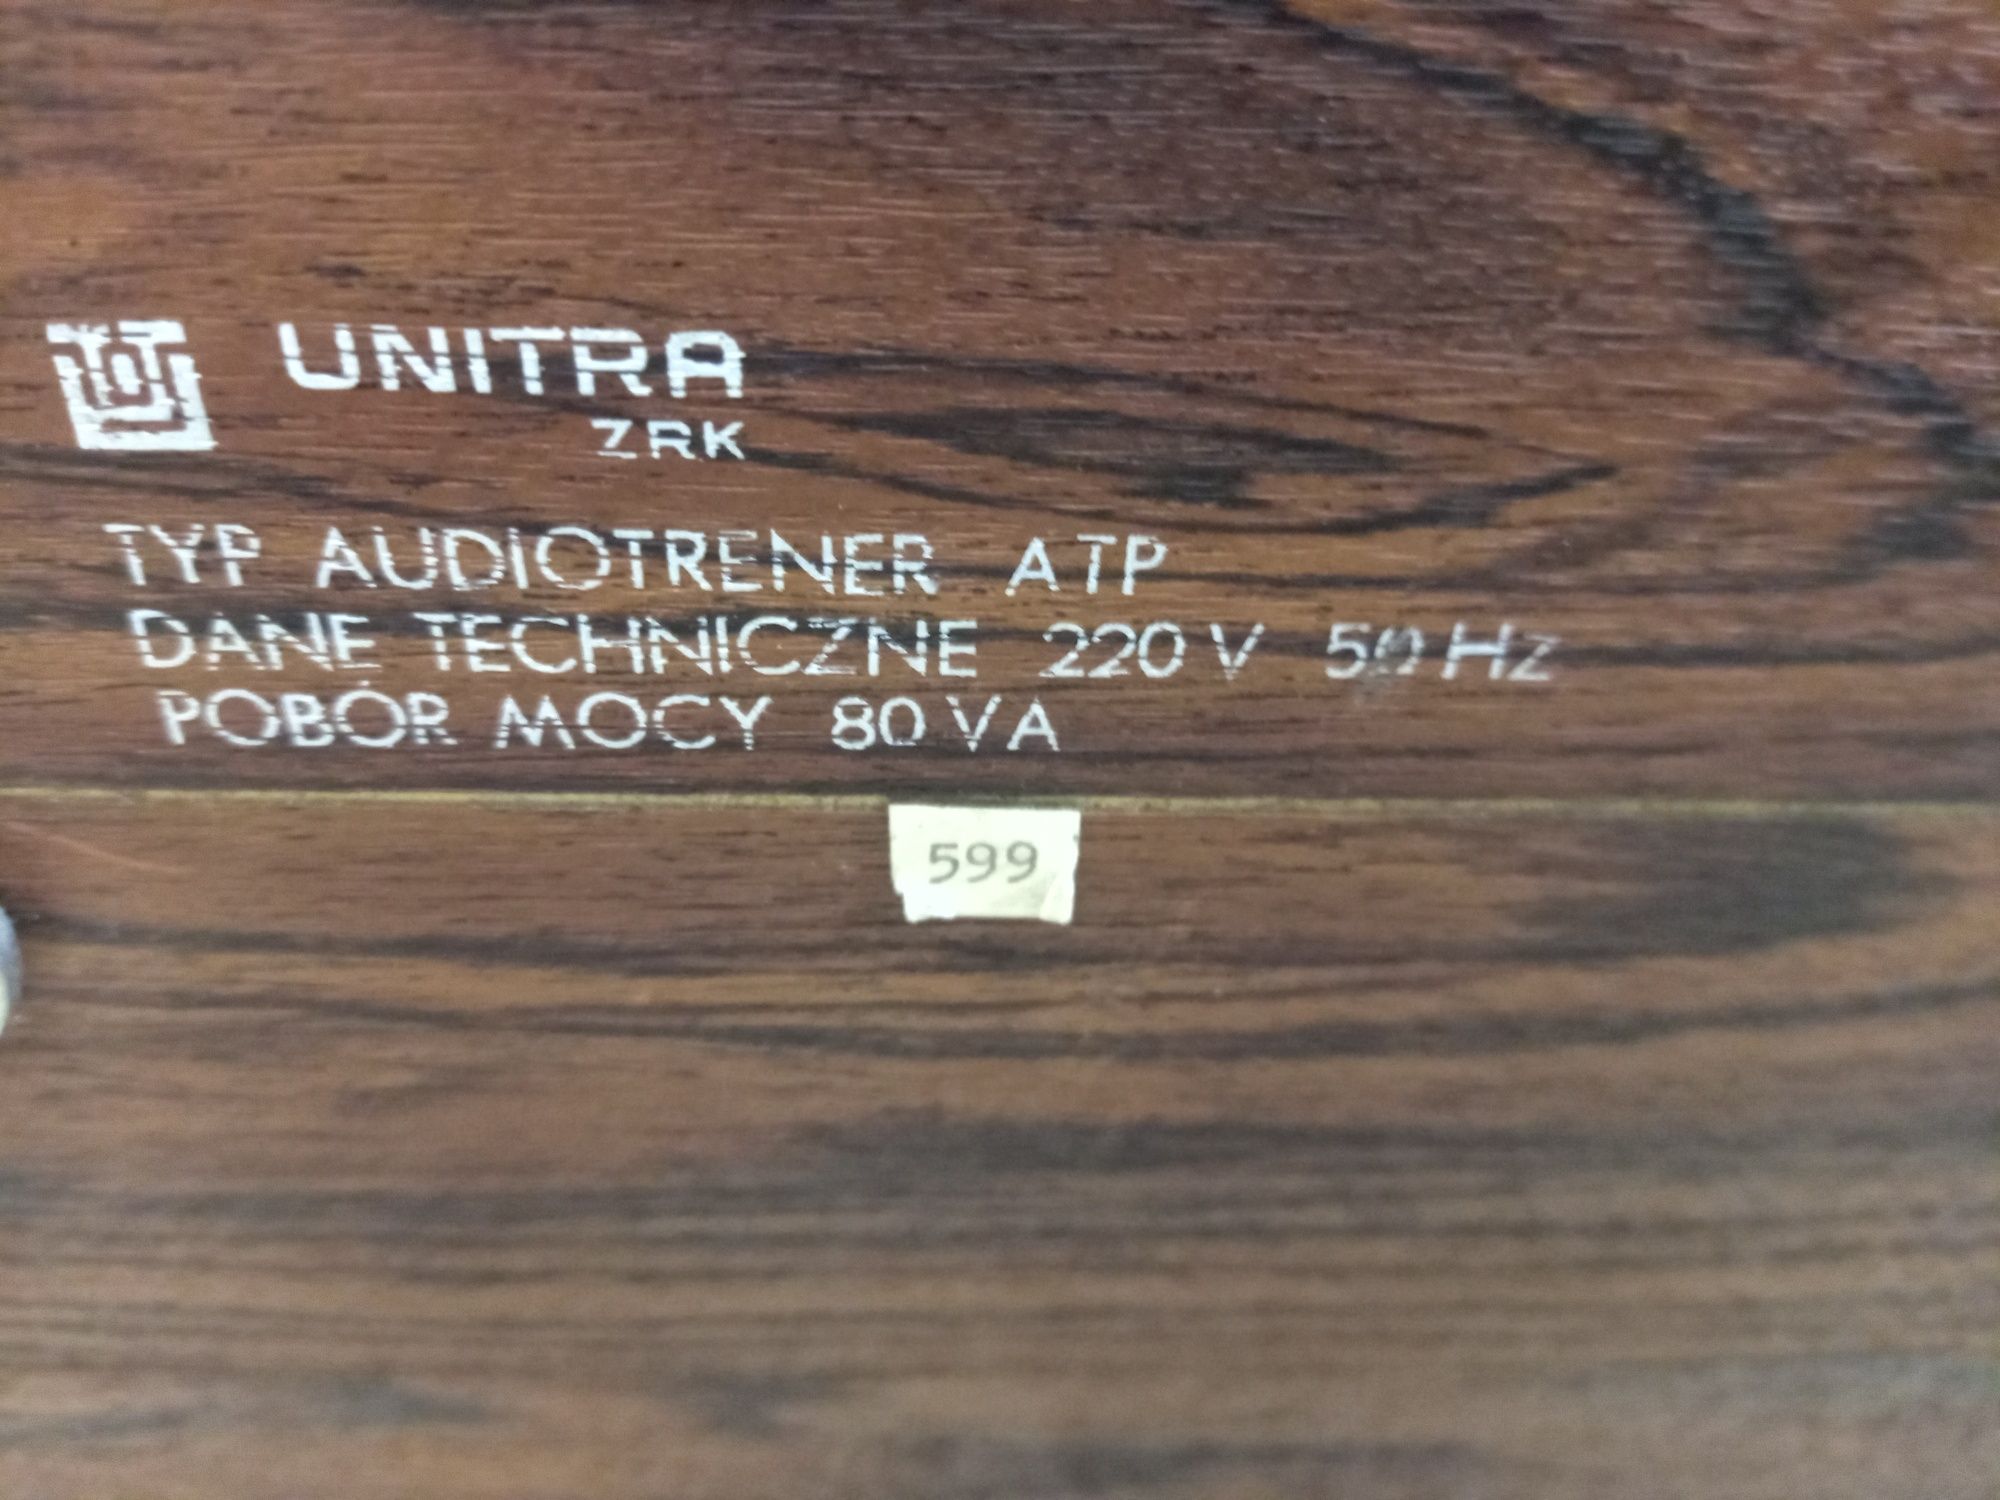 UNITRA
ZRK
TYP AUDIOTRENER ATP
DANE TECHNICZNE 220 V 50 Hz
POBÓR MOCY 80 VA
599